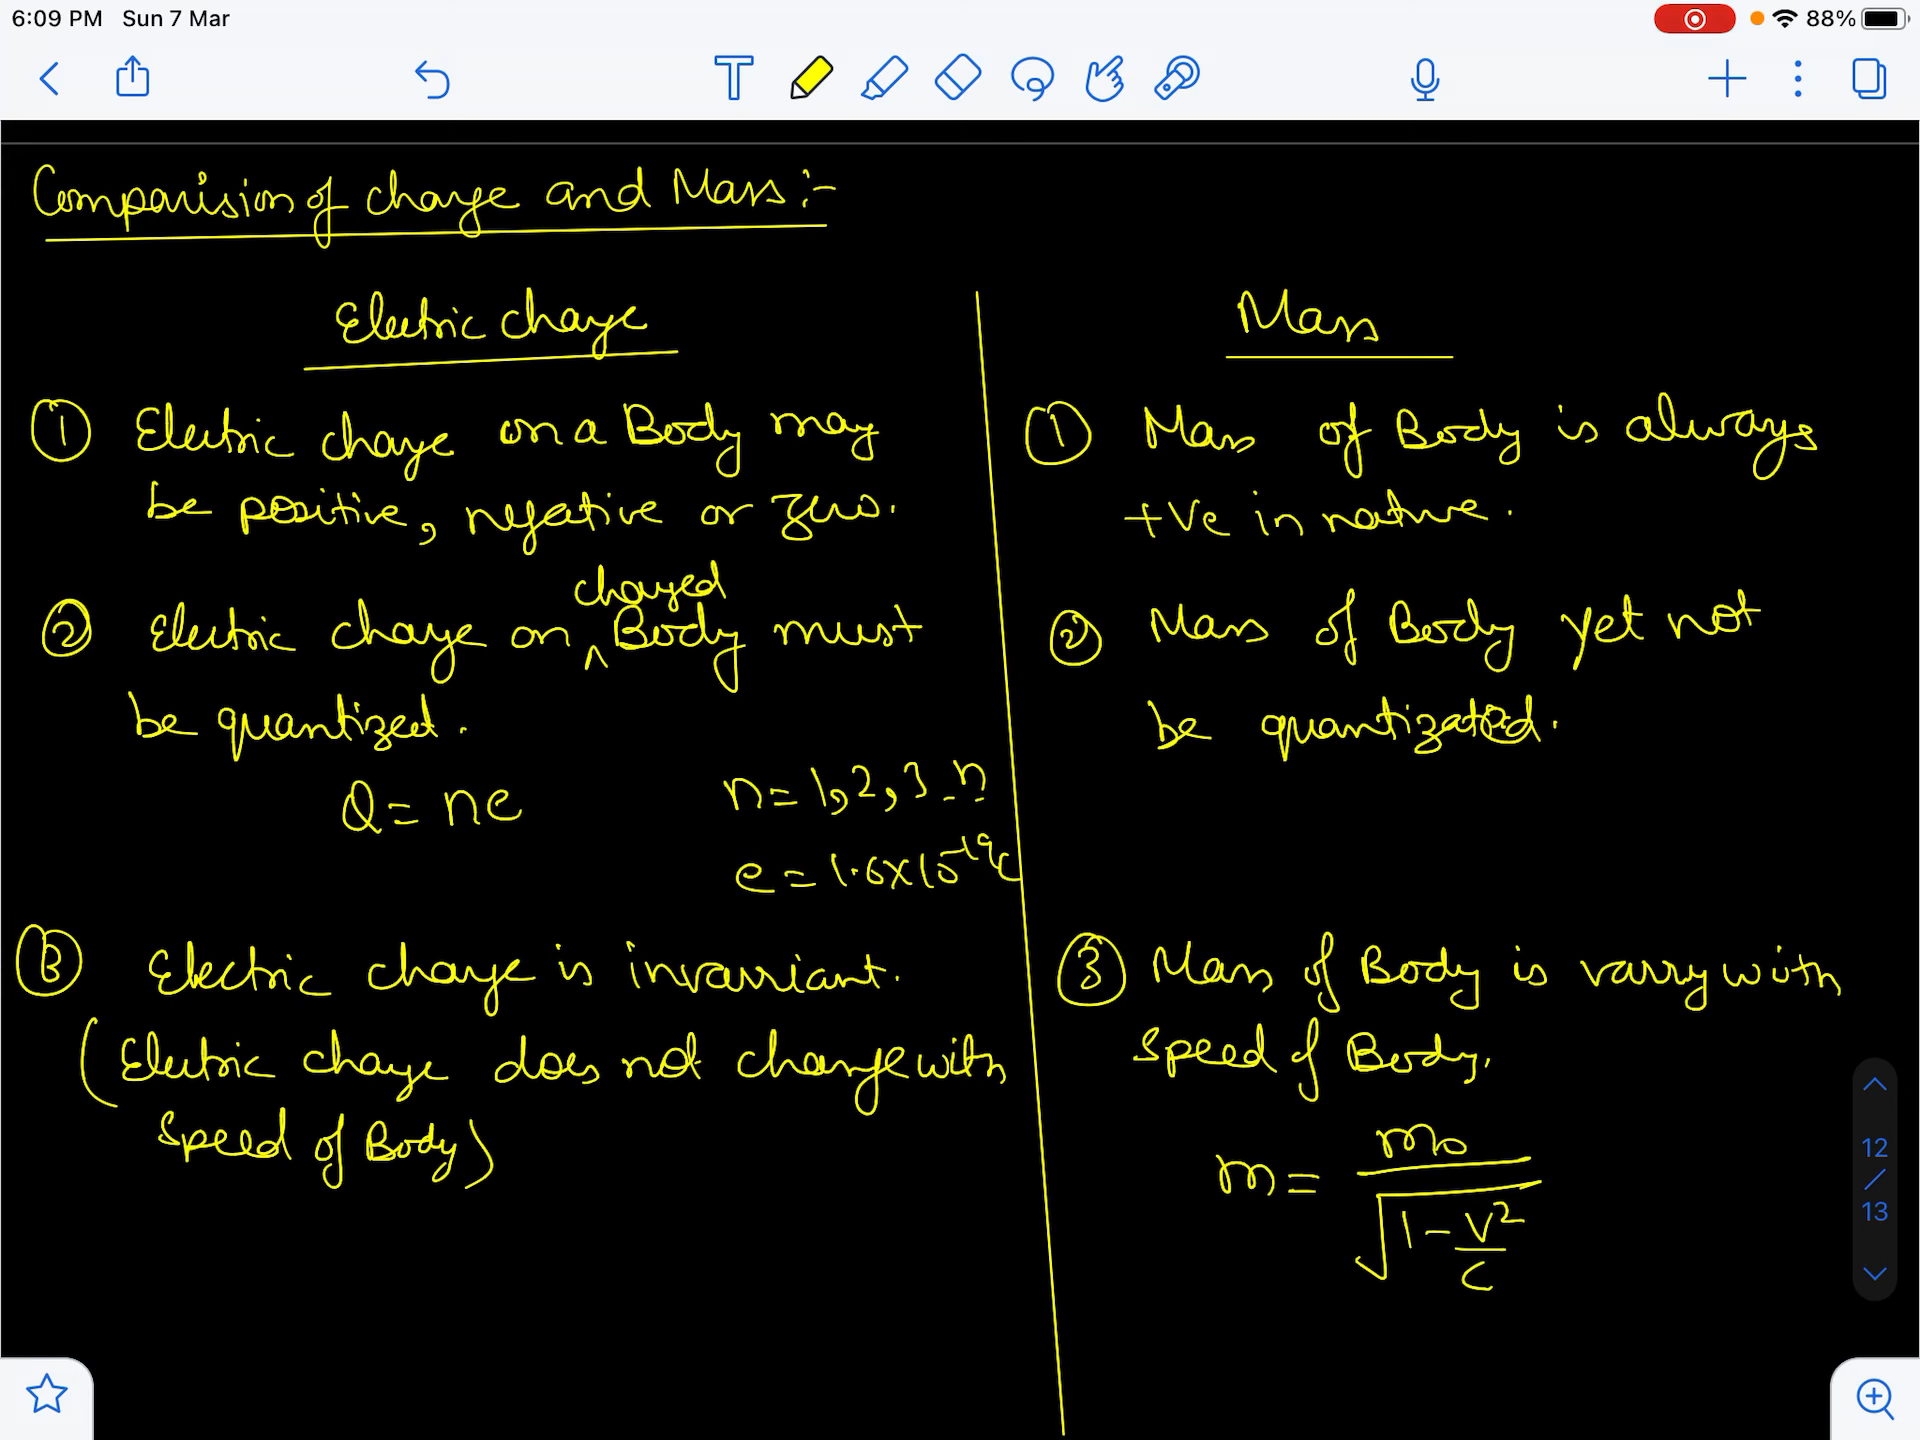 6:09 PM Sun 7 Mar
88%
Comparision of charge and Mass :-
Electric charge
① Electric charge on a Body may
be positive, negative or zero.
② Electric charge on ^ charged Body must
be quantized.
Q = ne
n = 1, 2, 3 -- n
e = 1.6×10⁻¹⁹C
③ Electric charge is invarriant.
(Electric charge does not change with
Speed of Body)
Mass
① Mass of Body is always
+ve in nature.
② Mass of Body yet not
be quantizated.
③ Mass of Body is varry with
Speed of Body.
m = m₀ / √1 - V²/C
12
/
13